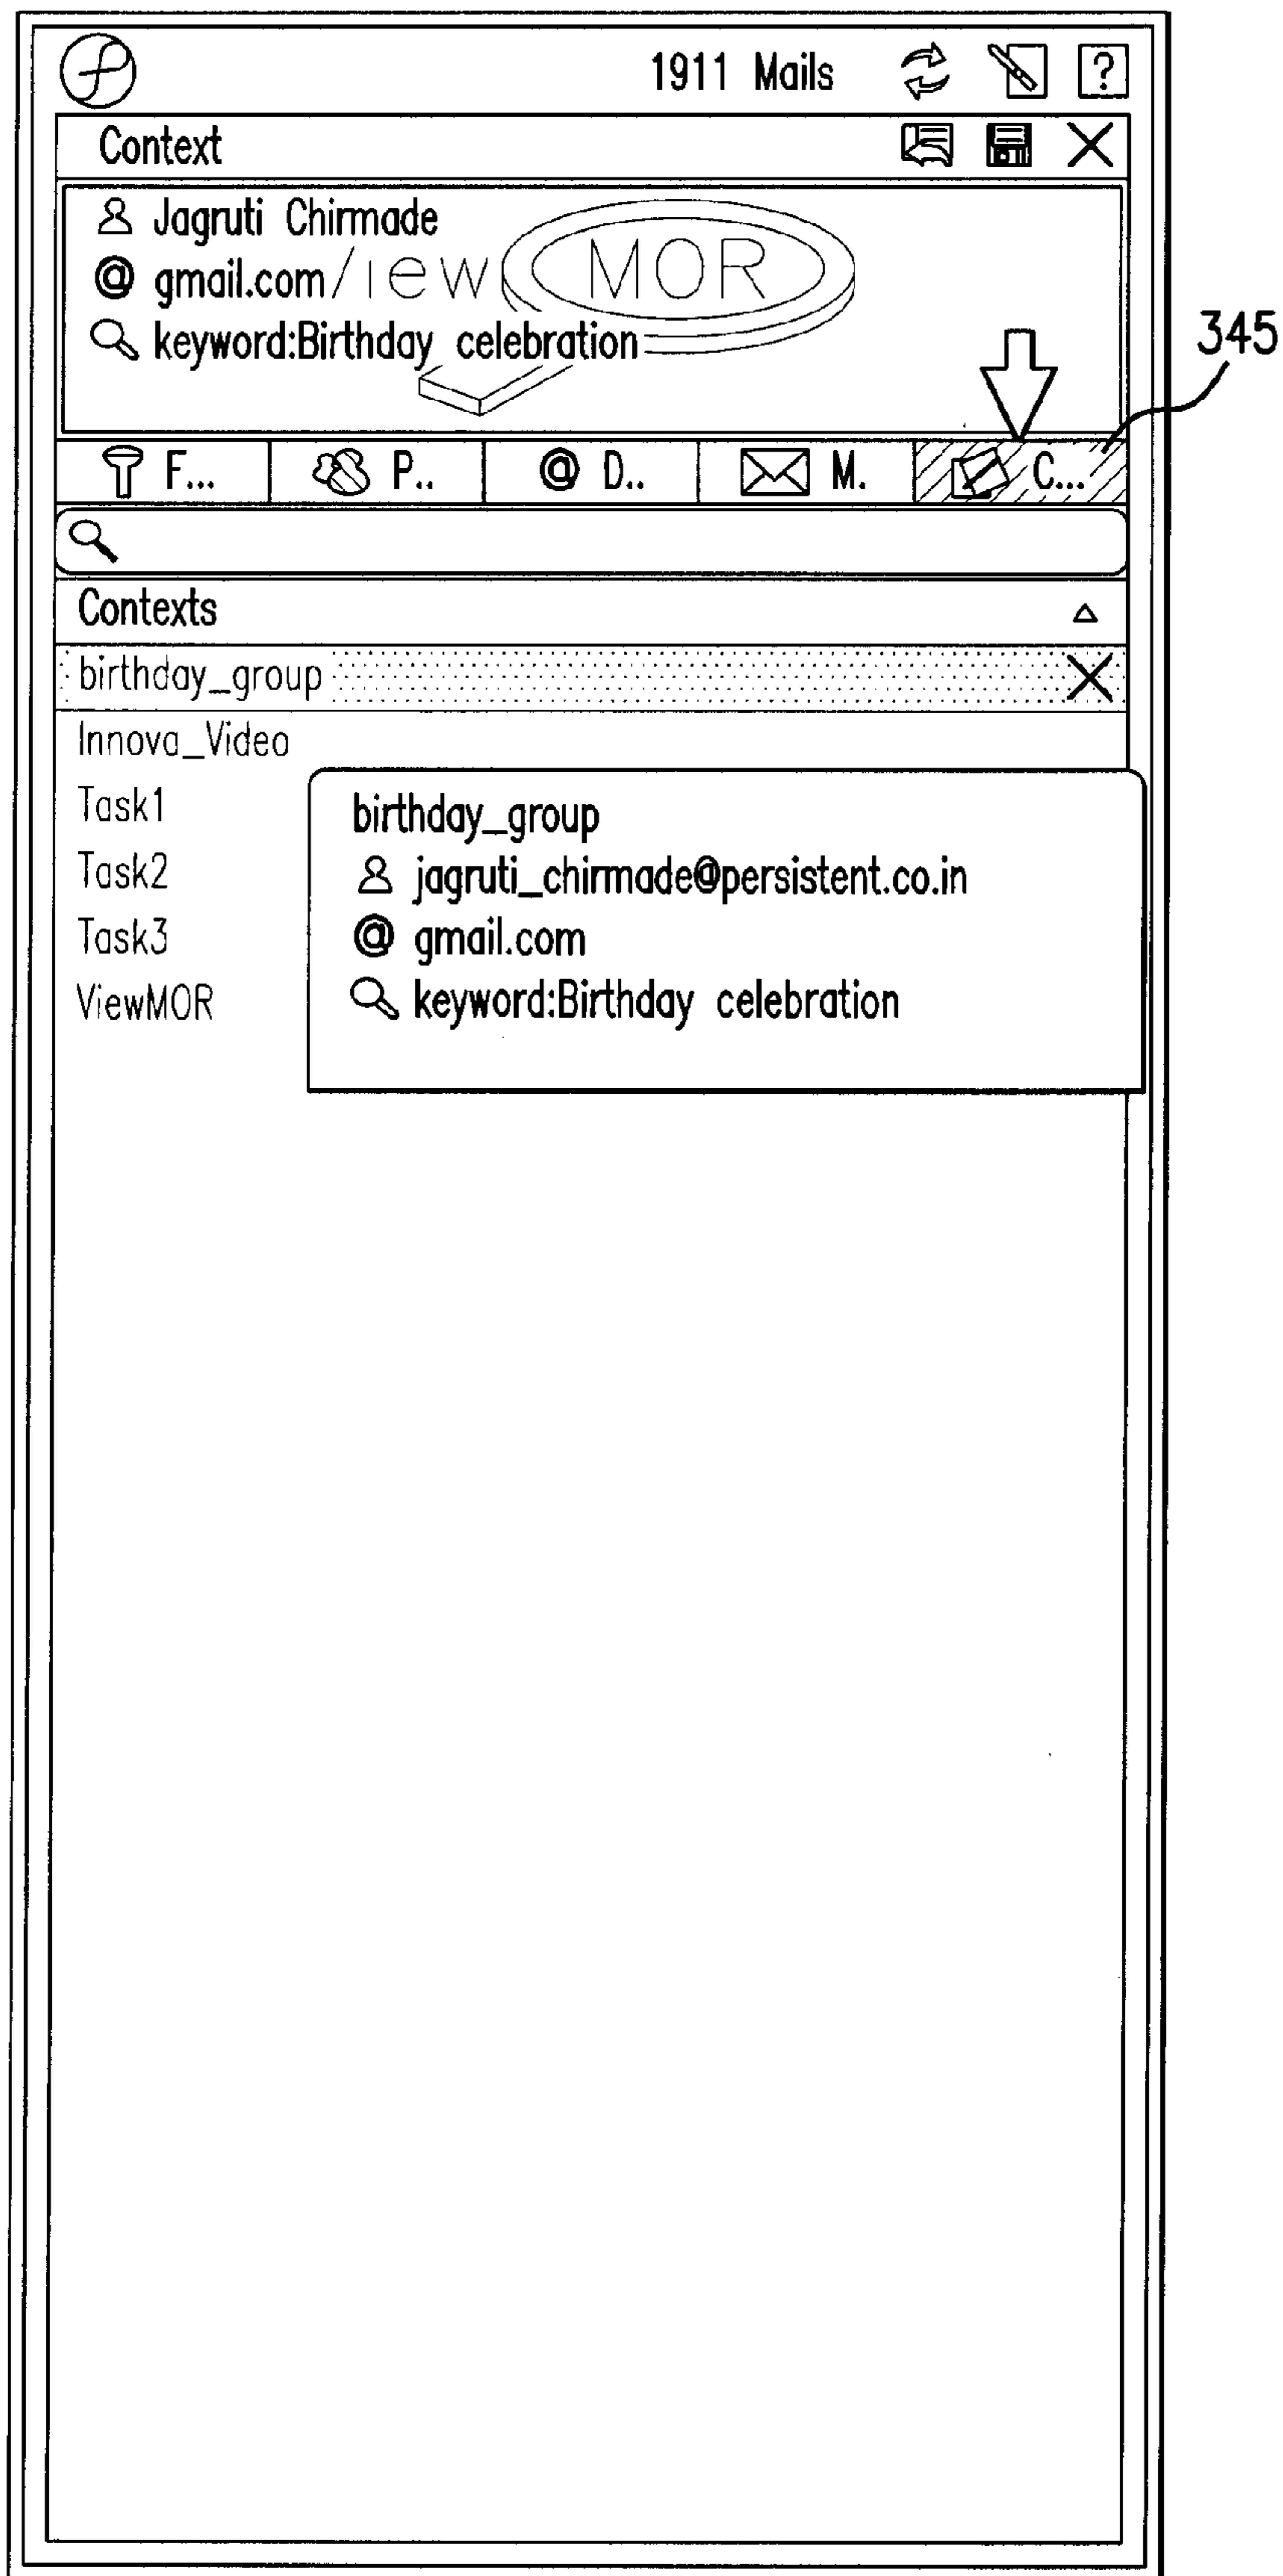 1911 Mails ?
Context
Jagruti Chirmade
@ gmail.com/iew MOR
keyword:Birthday celebration
345
F... P.. @ D.. M. C...
Contexts
birthday_group
Innova_Video
Task1
Task2
Task3
ViewMOR
birthday_group
jagruti_chirmade@persistent.co.in
@ gmail.com
keyword:Birthday celebration